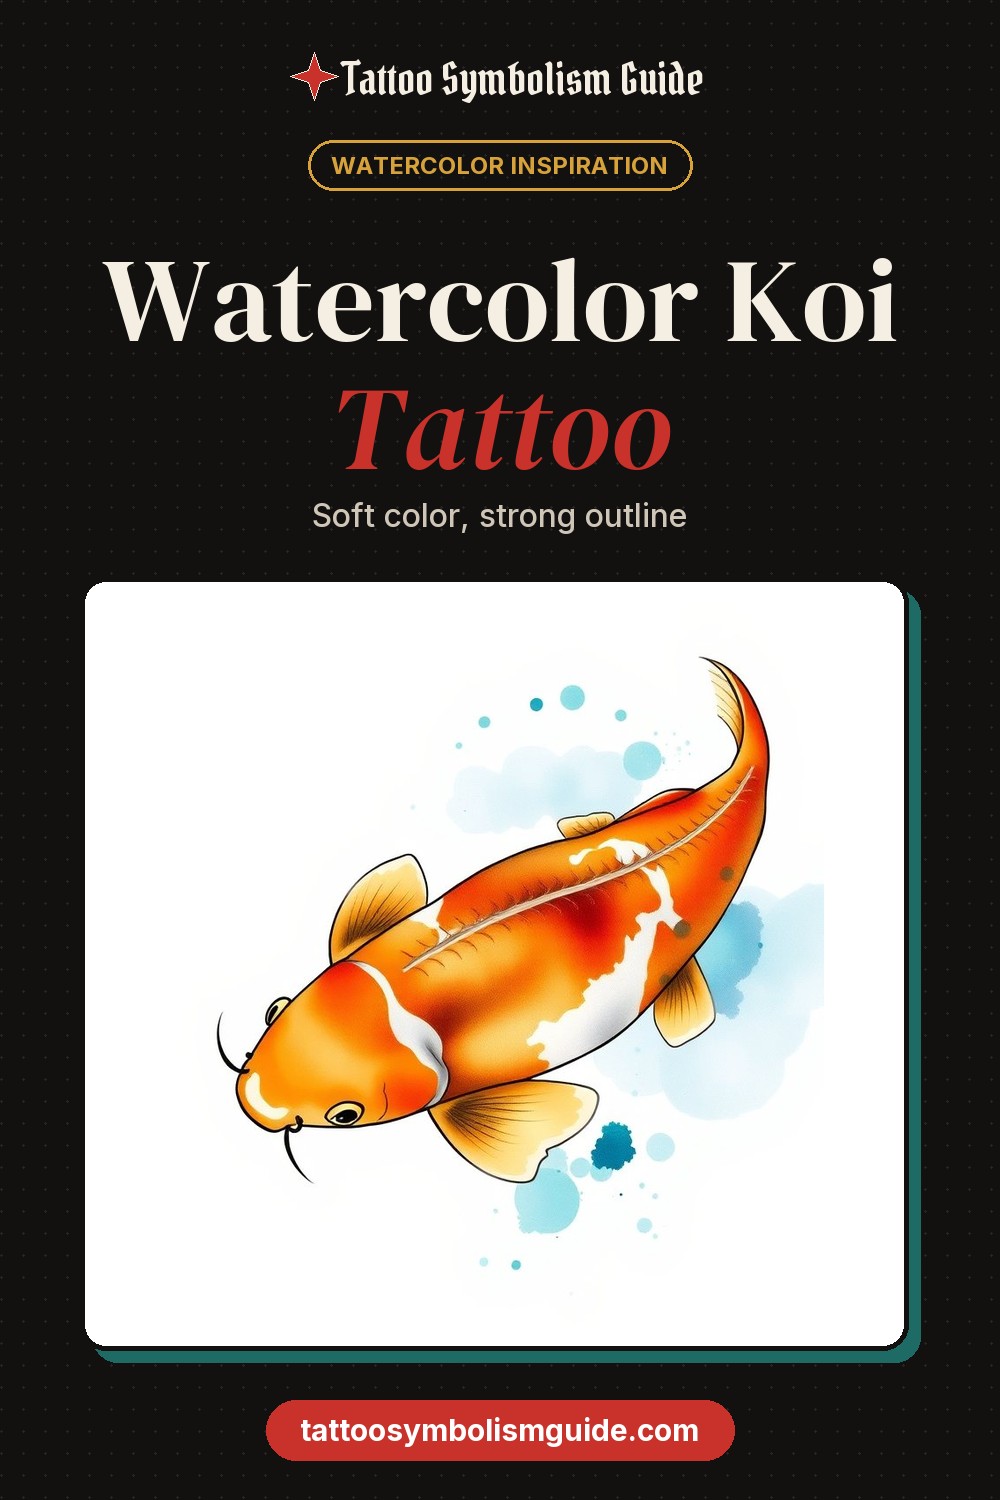 Tattoo Symbolism Guide
WATERCOLOR INSPIRATION
Watercolor Koi
Tattoo
Soft color, strong outline
tattoosymbolismguide.com